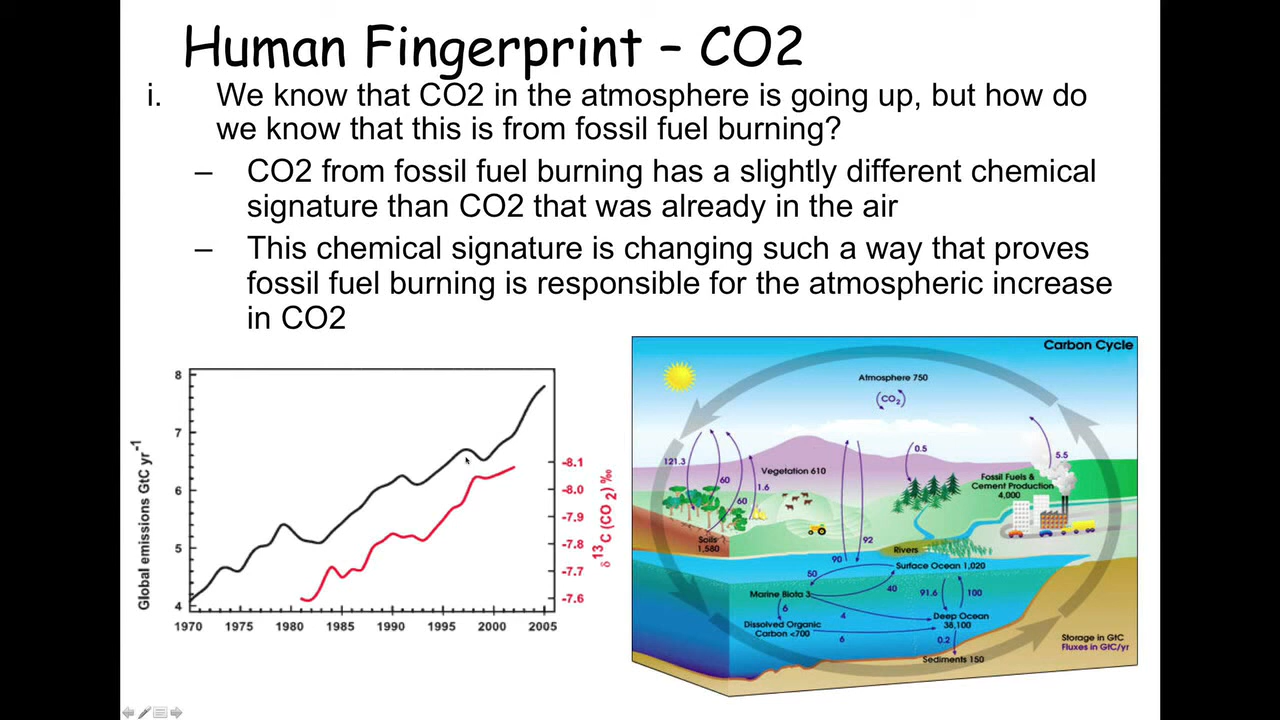 Human Fingerprint – CO2
i. We know that CO2 in the atmosphere is going up, but how do
we know that this is from fossil fuel burning?
– CO2 from fossil fuel burning has a slightly different chemical
signature than CO2 that was already in the air
– This chemical signature is changing such a way that proves
fossil fuel burning is responsible for the atmospheric increase
in CO2
Global emissions GtC yr⁻¹
8
7
6
5
4
1970 1975 1980 1985 1990 1995 2000 2005
-8.1
-8.0
-7.9
-7.8
-7.7
-7.6
δ¹³C (CO₂) ‰
Carbon Cycle
Atmosphere 750
CO₂
121.3
60
60
1.6
Vegetation 610
0.5
5.5
Fossil Fuels &
Cement Production
4,000
Soils
1,580
92
90
Rivers
Surface Ocean 1,020
50
40
91.6
100
Marine Biota 3
6
4
Deep Ocean
38,100
Dissolved Organic
Carbon <700
6
0.2
Sediments 150
Storage in GtC
Fluxes in GtC/yr